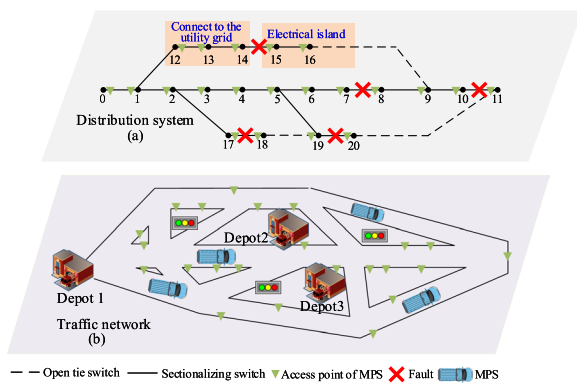 Connect to the
utility grid
Electrical island
12 13 14 15 16
0 1 2 3 4 5 6 7 8 9 10 11
Distribution system
(a)
17 18 19 20
Depot2
Depot 1
Depot3
Traffic network
(b)
Open tie switch Sectionalizing switch Access point of MPS Fault MPS